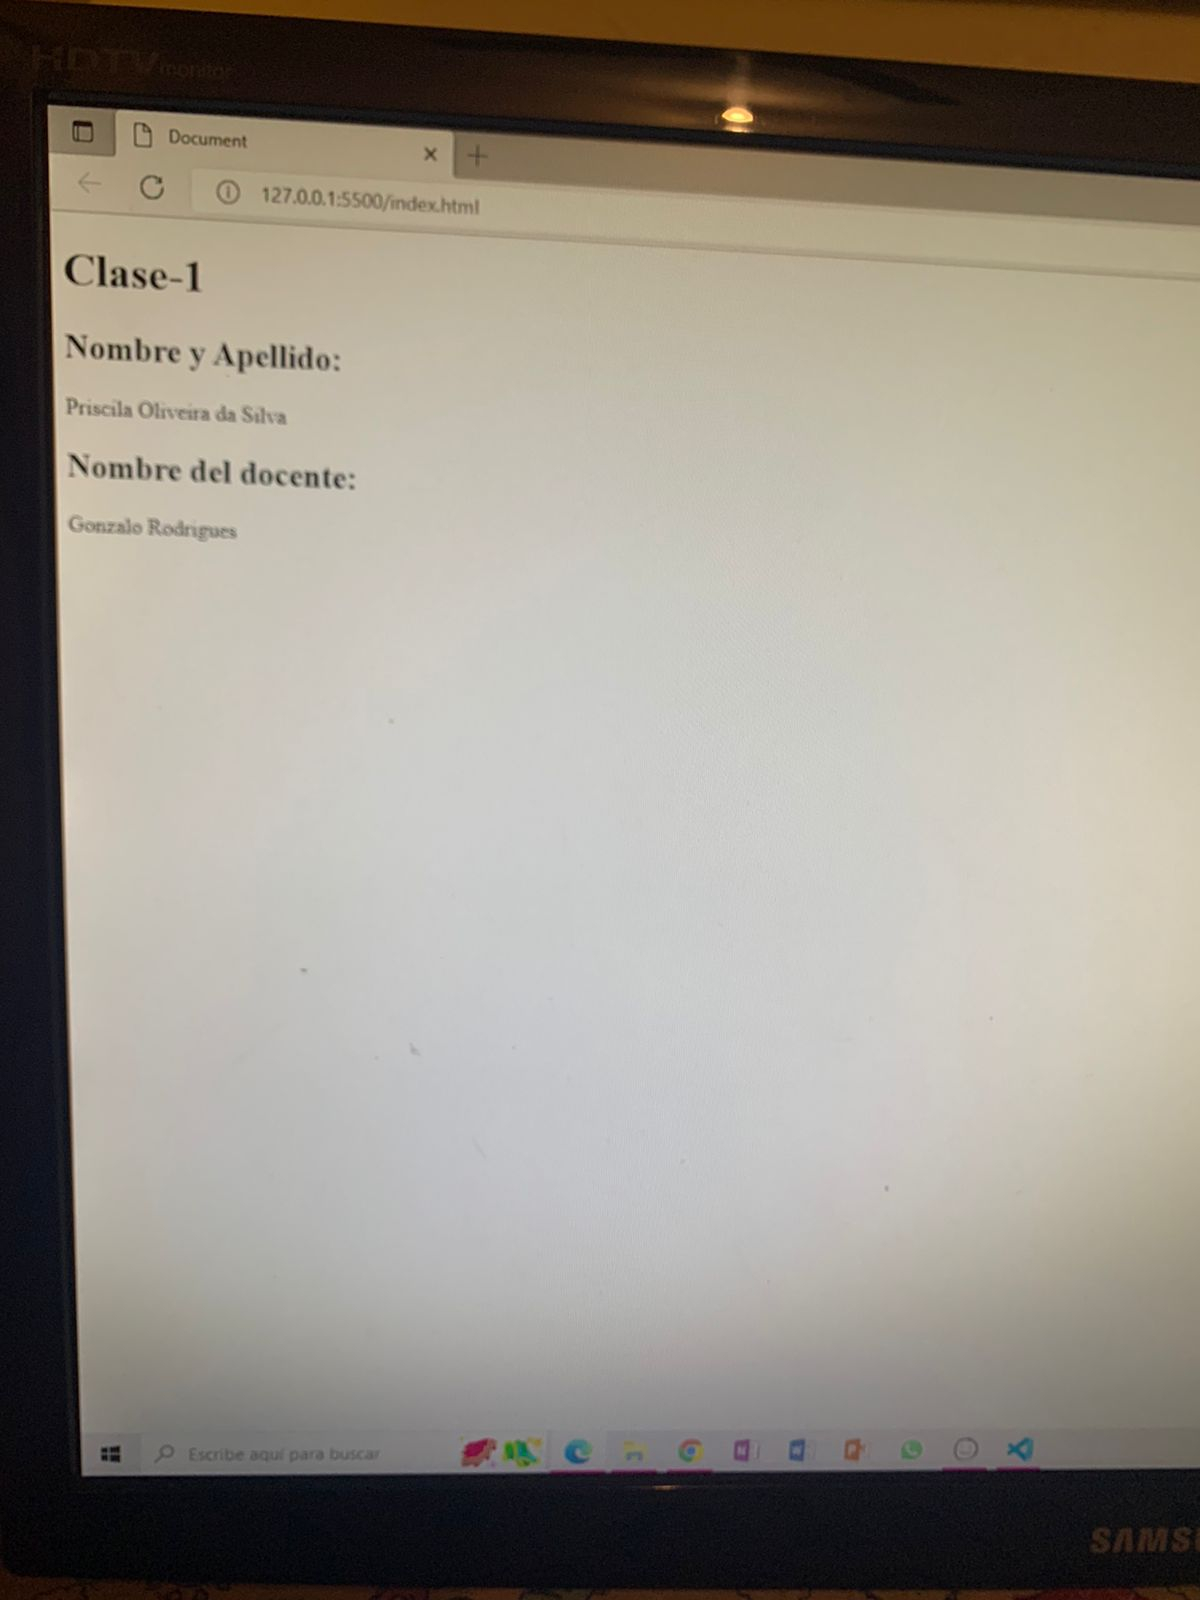 HDTV monitor
Document
127.0.0.1:5500/index.html
Clase-1
Nombre y Apellido:
Priscila Oliveira da Silva
Nombre del docente:
Gonzalo Rodrigues
Escribe aquí para buscar